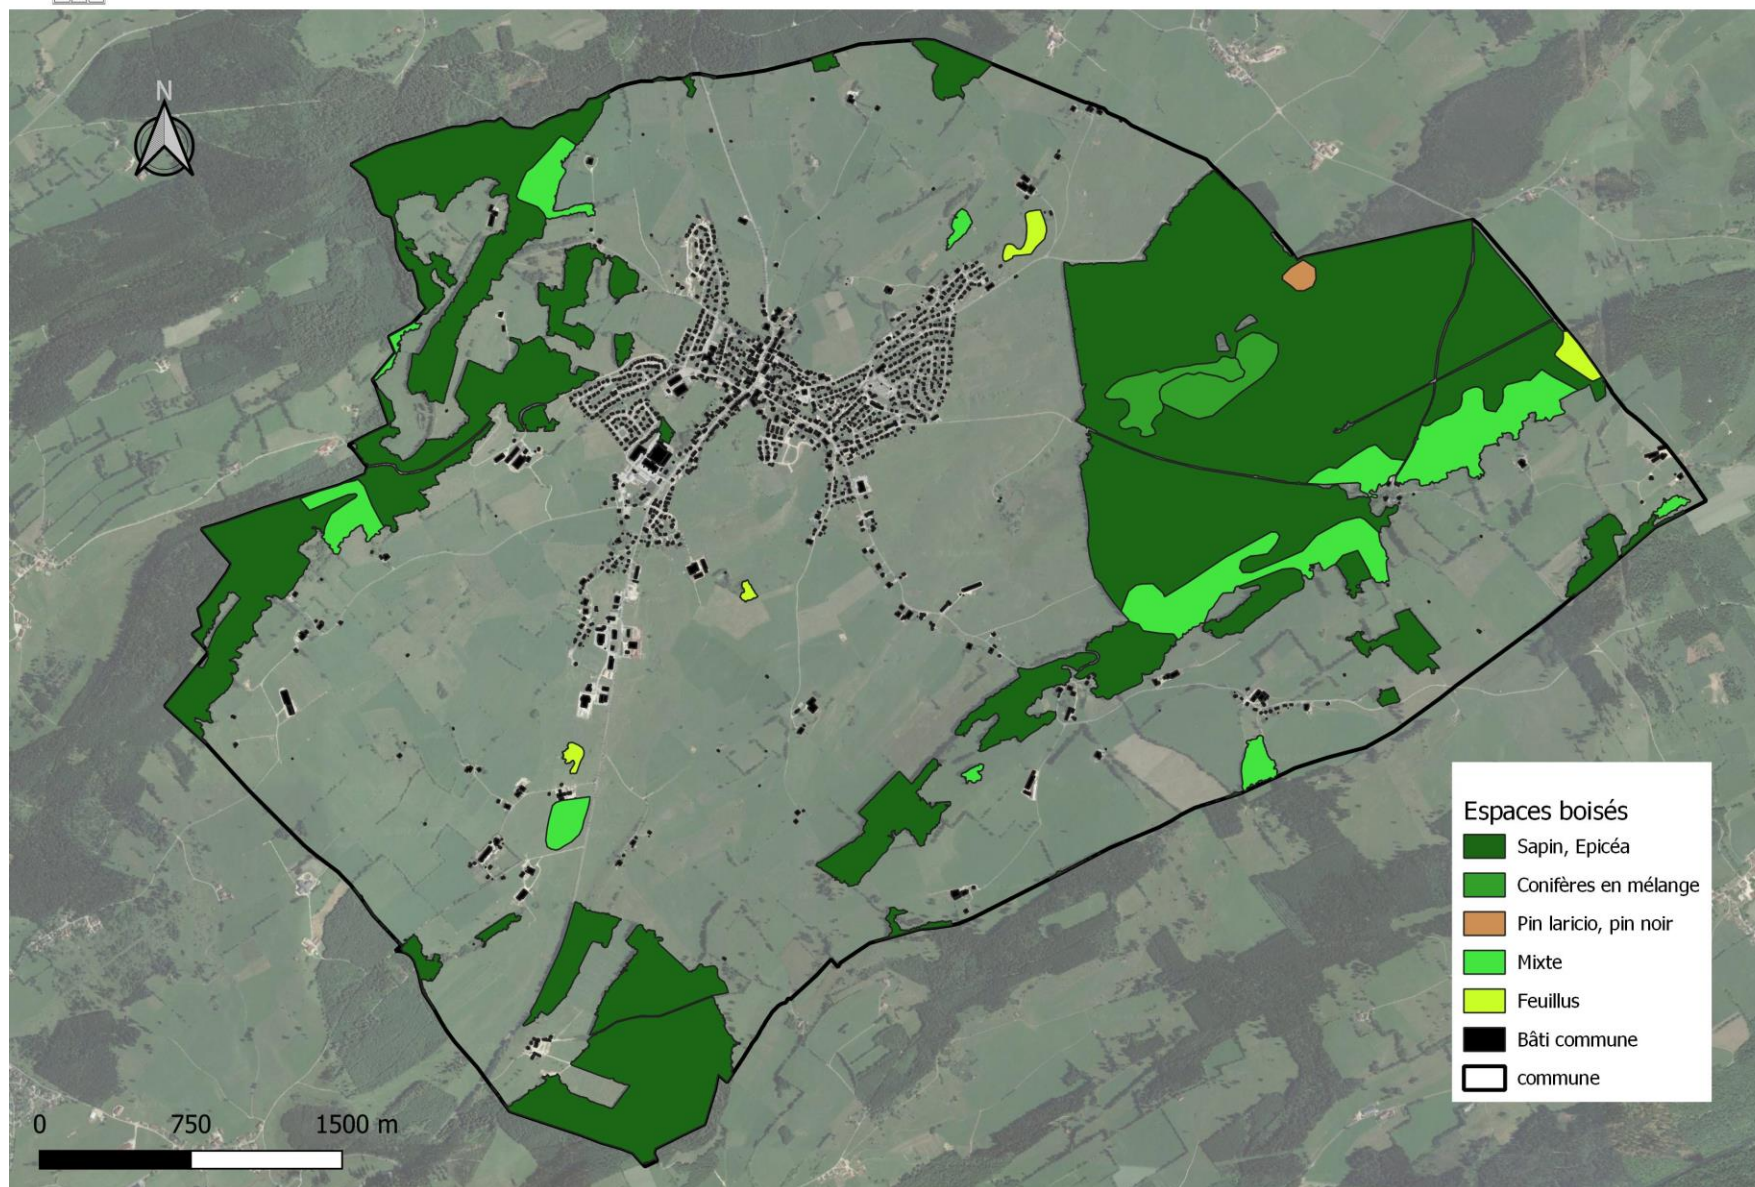 N
Espaces boisés
Sapin, Epicéa
Conifères en mélange
Pin laricio, pin noir
Mixte
Feuillus
Bâti commune
commune
0 750 1500 m